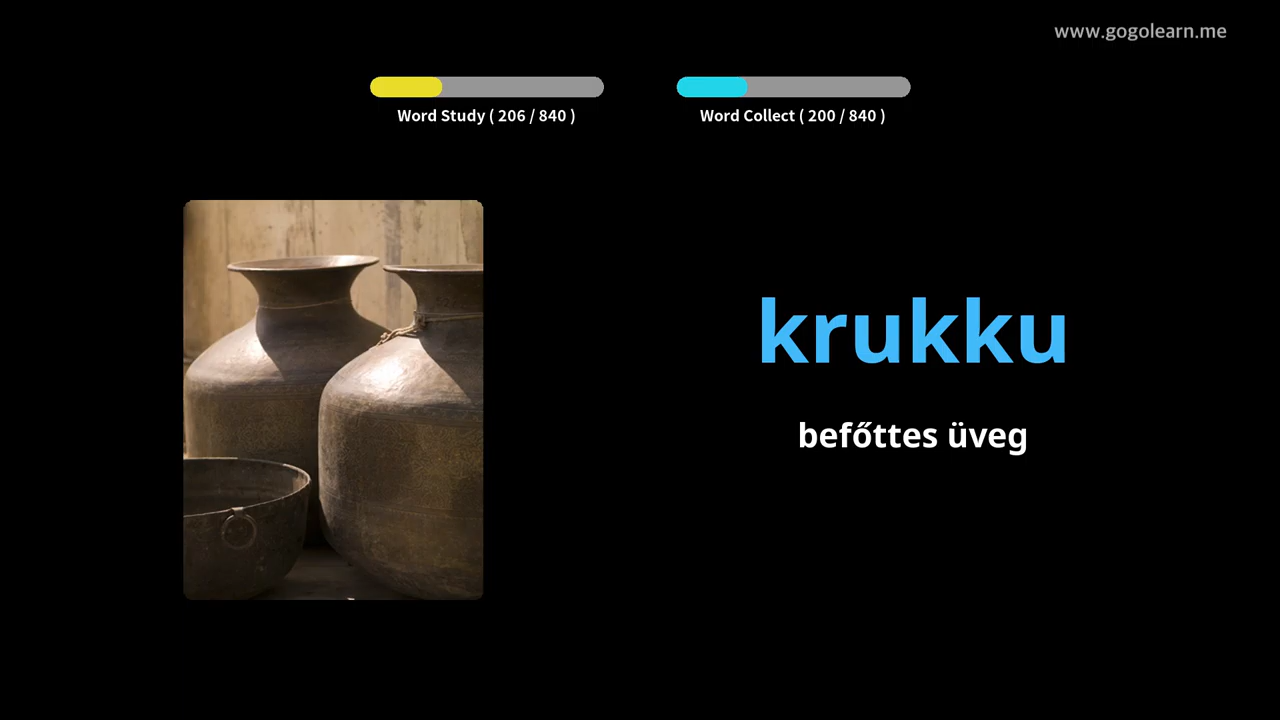 www.gogolearn.me
Word Study ( 206 / 840 )
Word Collect ( 200 / 840 )
krukku
befőttes üveg